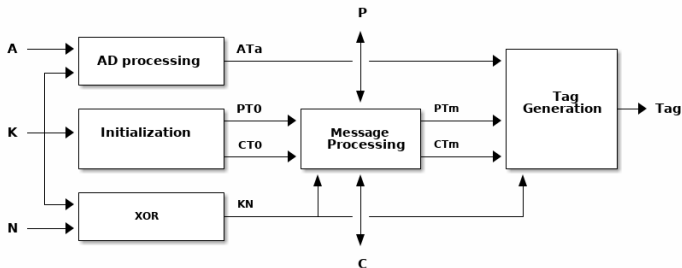 P
A
AD processing
ATa
K
Initialization
PT0
CT0
Message
Processing
PTm
CTm
Tag
Generation
Tag
N
XOR
KN
C